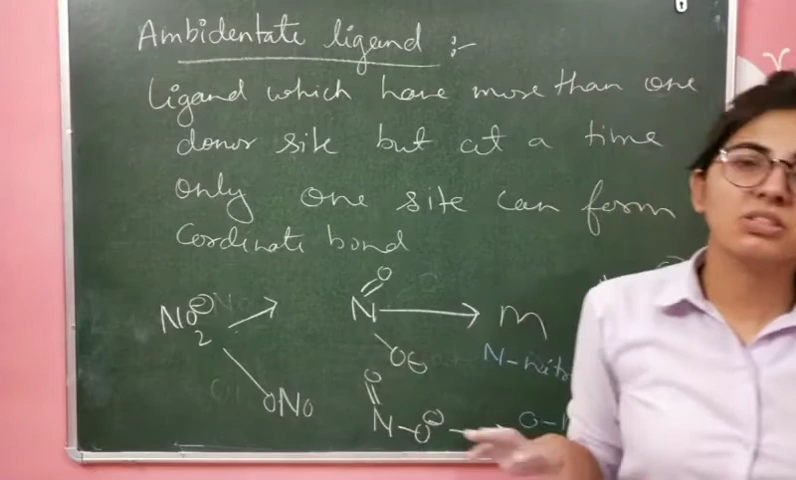 Ambidentate ligand :-
Ligand which have more than one
donor site but at a time
only one site can form
Cordinate bond
O
NO2⊖ N → m
O⊖ N-nitro
ONO O
N-O⊖ → O-